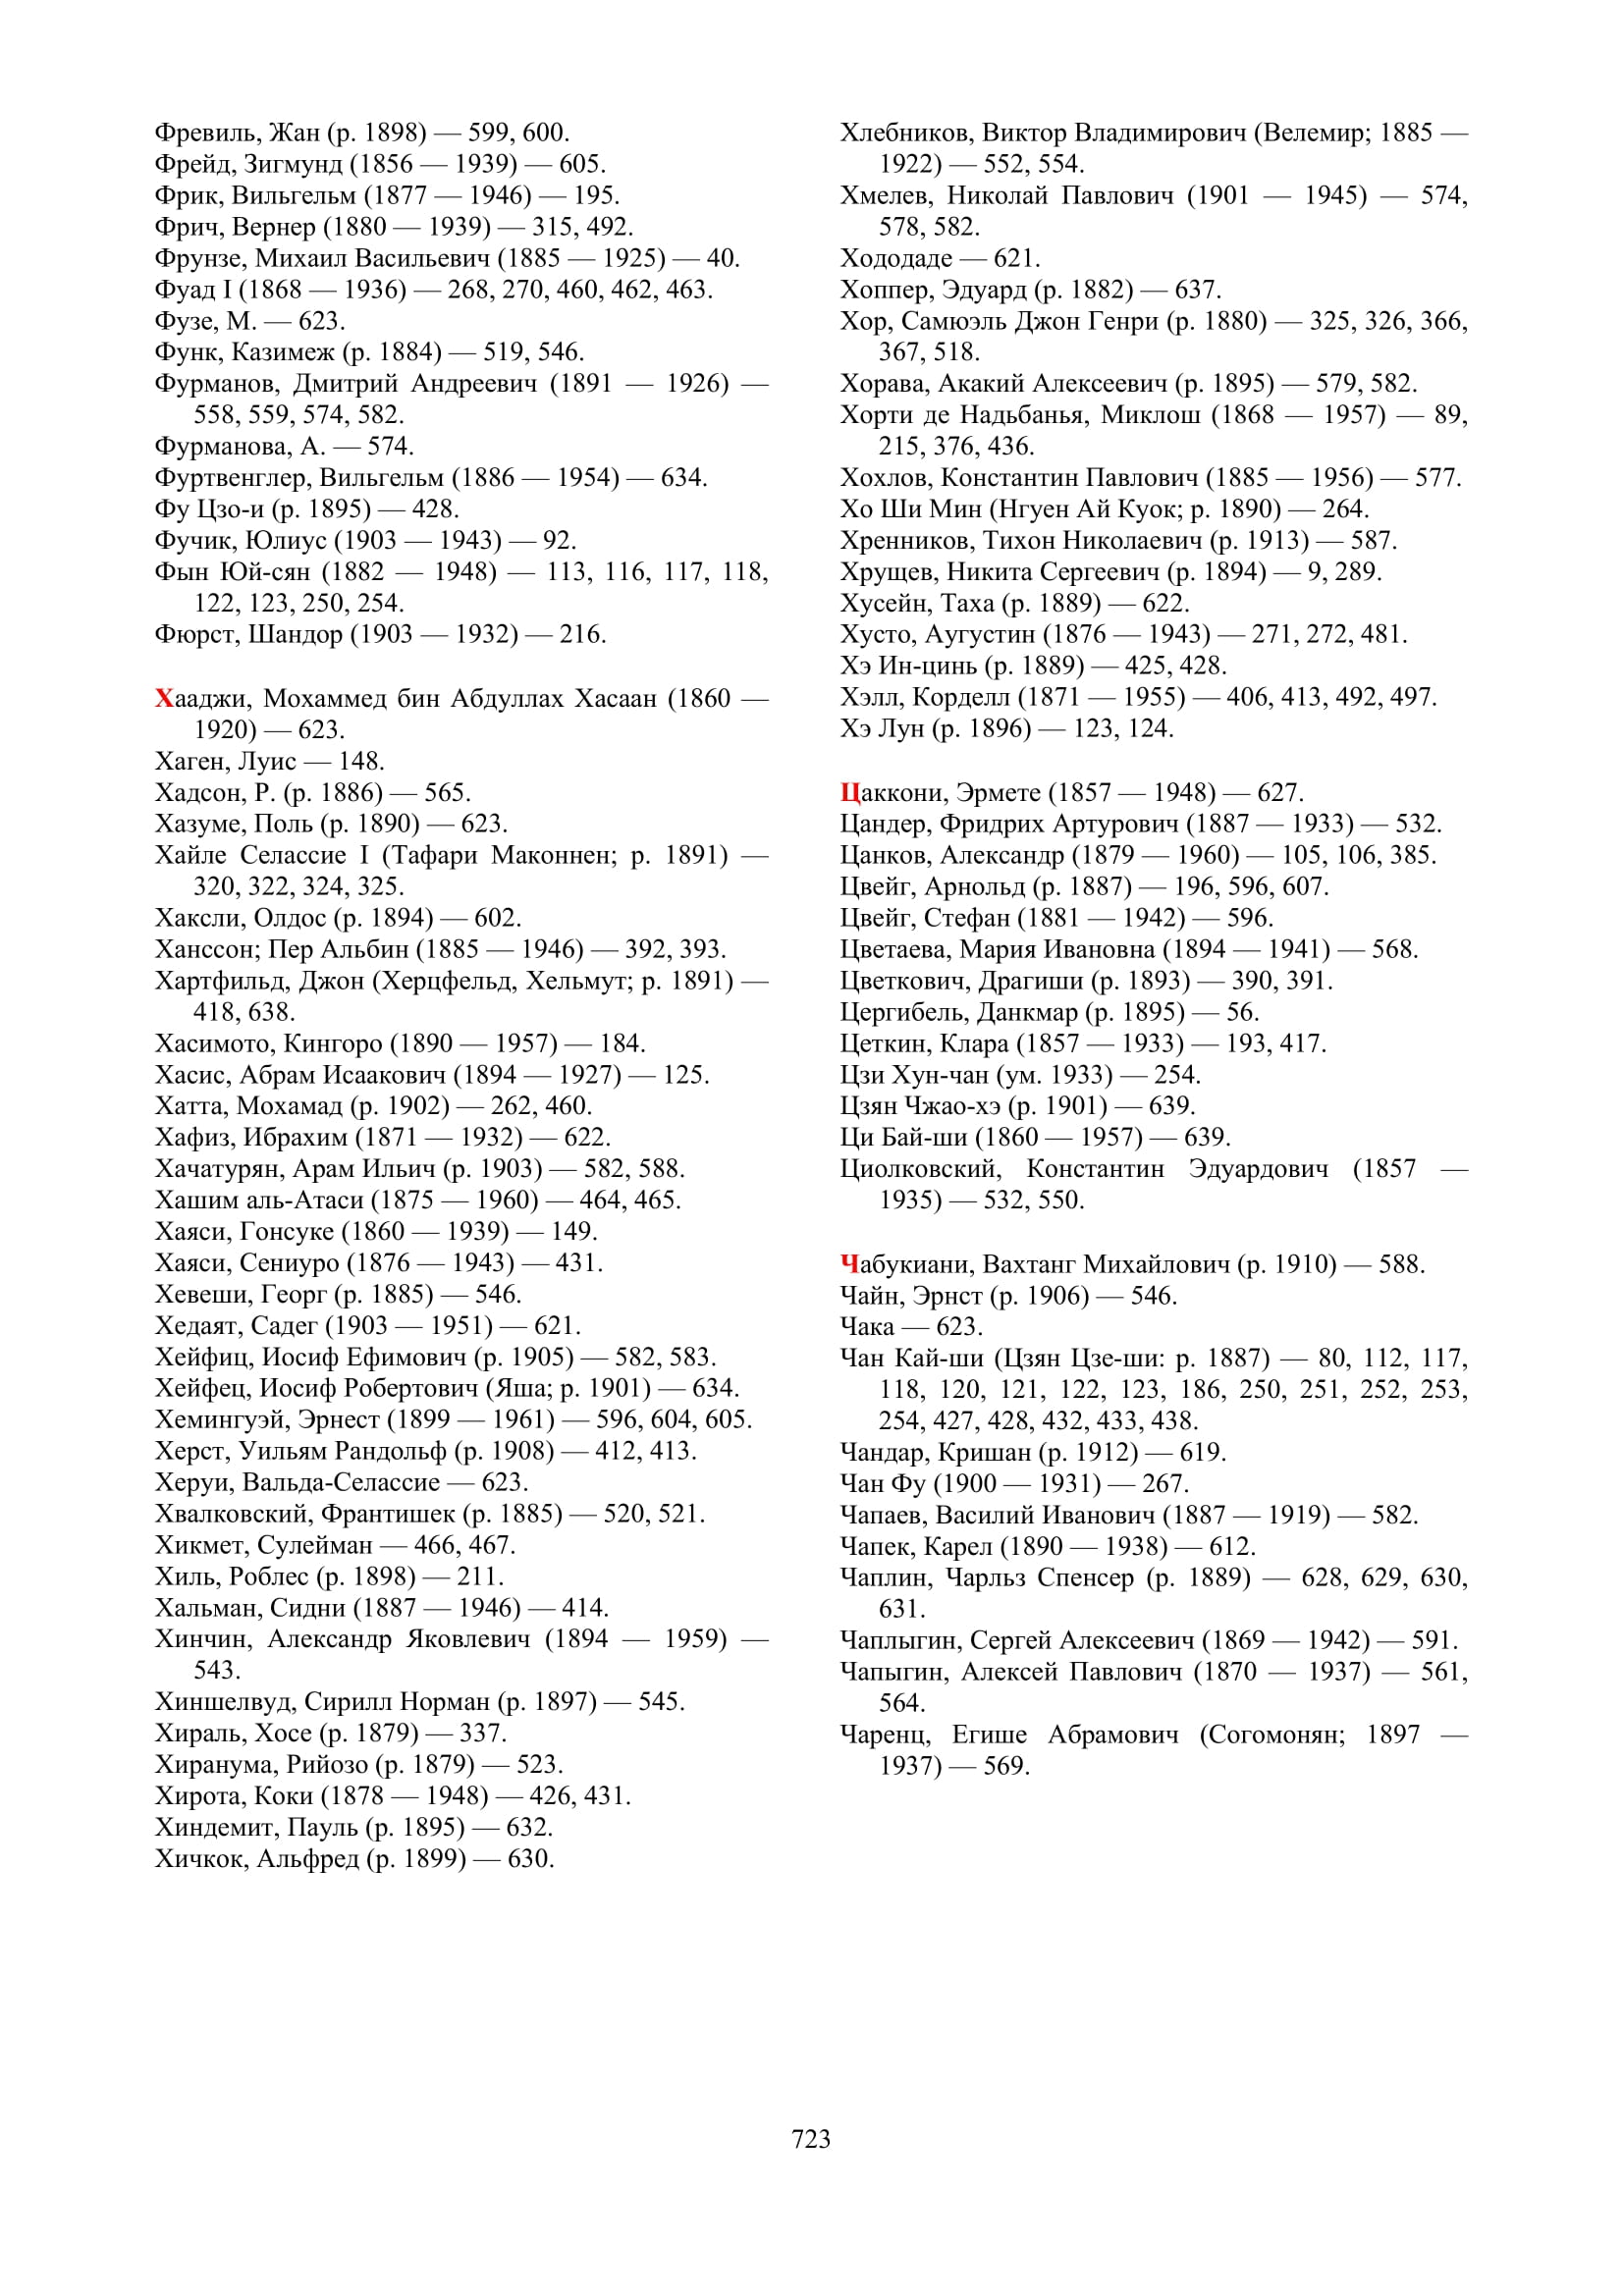 Фревиль, Жан (р. 1898) — 599, 600.
Фрейд, Зигмунд (1856 — 1939) — 605.
Фрик, Вильгельм (1877 — 1946) — 195.
Фрич, Вернер (1880 — 1939) — 315, 492.
Фрунзе, Михаил Васильевич (1885 — 1925) — 40.
Фуад I (1868 — 1936) — 268, 270, 460, 462, 463.
Фузе, М. — 623.
Функ, Казимеж (р. 1884) — 519, 546.
Фурманов, Дмитрий Андреевич (1891 — 1926) —
558, 559, 574, 582.
Фурманова, А. — 574.
Фуртвенглер, Вильгельм (1886 — 1954) — 634.
Фу Цзо-и (р. 1895) — 428.
Фучик, Юлиус (1903 — 1943) — 92.
Фын Юй-сян (1882 — 1948) — 113, 116, 117, 118,
122, 123, 250, 254.
Фюрст, Шандор (1903 — 1932) — 216.
Хааджи, Мохаммед бин Абдуллах Хасаан (1860 —
1920) — 623.
Хаген, Луис — 148.
Хадсон, Р. (р. 1886) — 565.
Хазуме, Поль (р. 1890) — 623.
Хайле Селассие I (Тафари Маконнен; р. 1891) —
320, 322, 324, 325.
Хаксли, Олдос (р. 1894) — 602.
Ханссон; Пер Альбин (1885 — 1946) — 392, 393.
Хартфильд, Джон (Херцфельд, Хельмут; р. 1891) —
418, 638.
Хасимото, Кингоро (1890 — 1957) — 184.
Хасис, Абрам Исаакович (1894 — 1927) — 125.
Хатта, Мохамад (р. 1902) — 262, 460.
Хафиз, Ибрахим (1871 — 1932) — 622.
Хачатурян, Арам Ильич (р. 1903) — 582, 588.
Хашим аль-Атаси (1875 — 1960) — 464, 465.
Хаяси, Гонсуке (1860 — 1939) — 149.
Хаяси, Сениуро (1876 — 1943) — 431.
Хевеши, Георг (р. 1885) — 546.
Хедаят, Садег (1903 — 1951) — 621.
Хейфиц, Иосиф Ефимович (р. 1905) — 582, 583.
Хейфец, Иосиф Робертович (Яша; р. 1901) — 634.
Хемингуэй, Эрнест (1899 — 1961) — 596, 604, 605.
Херст, Уильям Рандольф (р. 1908) — 412, 413.
Херуи, Вальда-Селассие — 623.
Хвалковский, Франтишек (р. 1885) — 520, 521.
Хикмет, Сулейман — 466, 467.
Хиль, Роблес (р. 1898) — 211.
Хальман, Сидни (1887 — 1946) — 414.
Хинчин, Александр Яковлевич (1894 — 1959) —
543.
Хиншелвуд, Сирилл Норман (р. 1897) — 545.
Хираль, Хосе (р. 1879) — 337.
Хиранума, Рийозо (р. 1879) — 523.
Хирота, Коки (1878 — 1948) — 426, 431.
Хиндемит, Пауль (р. 1895) — 632.
Хичкок, Альфред (р. 1899) — 630.
Хлебников, Виктор Владимирович (Велемир; 1885 —
1922) — 552, 554.
Хмелев, Николай Павлович (1901 — 1945) — 574,
578, 582.
Хододаде — 621.
Хоппер, Эдуард (р. 1882) — 637.
Хор, Самюэль Джон Генри (р. 1880) — 325, 326, 366,
367, 518.
Хорава, Акакий Алексеевич (р. 1895) — 579, 582.
Хорти де Надьбанья, Миклош (1868 — 1957) — 89,
215, 376, 436.
Хохлов, Константин Павлович (1885 — 1956) — 577.
Хо Ши Мин (Нгуен Ай Куок; р. 1890) — 264.
Хренников, Тихон Николаевич (р. 1913) — 587.
Хрущев, Никита Сергеевич (р. 1894) — 9, 289.
Хусейн, Таха (р. 1889) — 622.
Хусто, Аугустин (1876 — 1943) — 271, 272, 481.
Хэ Ин-цинь (р. 1889) — 425, 428.
Хэлл, Корделл (1871 — 1955) — 406, 413, 492, 497.
Хэ Лун (р. 1896) — 123, 124.
Цаккони, Эрмете (1857 — 1948) — 627.
Цандер, Фридрих Артурович (1887 — 1933) — 532.
Цанков, Александр (1879 — 1960) — 105, 106, 385.
Цвейг, Арнольд (р. 1887) — 196, 596, 607.
Цвейг, Стефан (1881 — 1942) — 596.
Цветаева, Мария Ивановна (1894 — 1941) — 568.
Цветкович, Драгиши (р. 1893) — 390, 391.
Цергибель, Данкмар (р. 1895) — 56.
Цеткин, Клара (1857 — 1933) — 193, 417.
Цзи Хун-чан (ум. 1933) — 254.
Цзян Чжао-хэ (р. 1901) — 639.
Ци Бай-ши (1860 — 1957) — 639.
Циолковский, Константин Эдуардович (1857 —
1935) — 532, 550.
Чабукиани, Вахтанг Михайлович (р. 1910) — 588.
Чайн, Эрнст (р. 1906) — 546.
Чака — 623.
Чан Кай-ши (Цзян Цзе-ши: р. 1887) — 80, 112, 117,
118, 120, 121, 122, 123, 186, 250, 251, 252, 253,
254, 427, 428, 432, 433, 438.
Чандар, Кришан (р. 1912) — 619.
Чан Фу (1900 — 1931) — 267.
Чапаев, Василий Иванович (1887 — 1919) — 582.
Чапек, Карел (1890 — 1938) — 612.
Чаплин, Чарльз Спенсер (р. 1889) — 628, 629, 630,
631.
Чаплыгин, Сергей Алексеевич (1869 — 1942) — 591.
Чапыгин, Алексей Павлович (1870 — 1937) — 561,
564.
Чаренц, Егише Абрамович (Согомонян; 1897 —
1937) — 569.
723